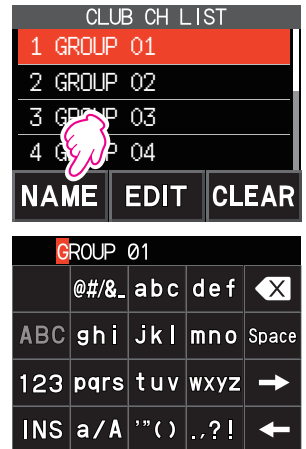 CLUB CH LIST
1 GROUP 01
2 GROUP 02
3 GROUP 03
4 GROUP 04
NAME EDIT CLEAR
GROUP 01
@#/&_ abc def
ABC ghi jkl mno Space
123 pqrs tuv wxyz →
INS a/A '"() .,?! ←